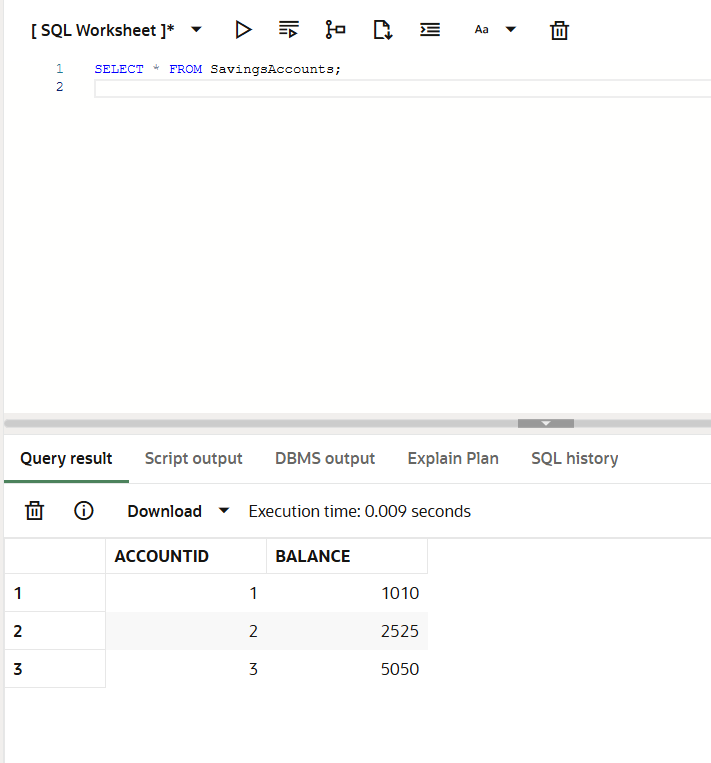 [ SQL Worksheet ]* Aa
1 SELECT * FROM SavingsAccounts;
2
Query result Script output DBMS output Explain Plan SQL history
Download Execution time: 0.009 seconds
ACCOUNTID BALANCE
1 1 1010
2 2 2525
3 3 5050